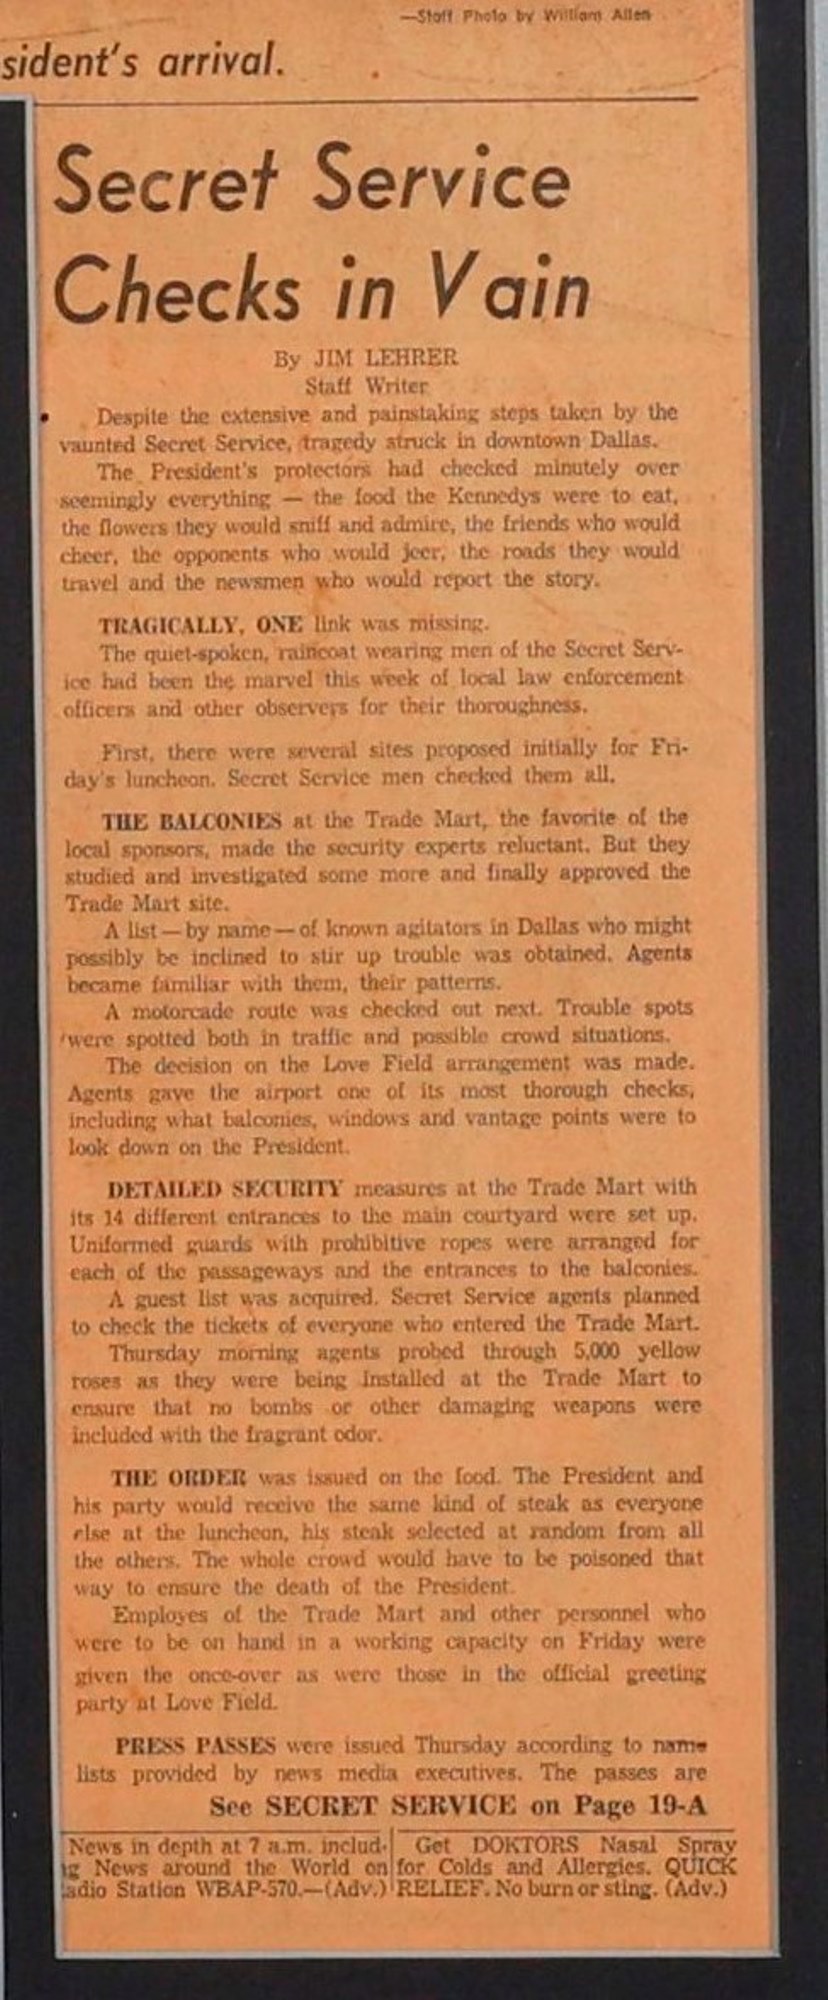 —Staff Photo by William Allen
sident's arrival.
Secret Service
Checks in Vain
By JIM LEHRER
Staff Writer
Despite the extensive and painstaking steps taken by the
vaunted Secret Service, tragedy struck in downtown Dallas.
The President's protectors had checked minutely over
seemingly everything — the food the Kennedys were to eat,
the flowers they would sniff and admire, the friends who would
cheer, the opponents who would jeer, the roads they would
travel and the newsmen who would report the story.
TRAGICALLY, ONE link was missing.
The quiet-spoken, raincoat wearing men of the Secret Serv-
ice had been the marvel this week of local law enforcement
officers and other observers for their thoroughness.
First, there were several sites proposed initially for Fri-
day's luncheon. Secret Service men checked them all.
THE BALCONIES at the Trade Mart, the favorite of the
local sponsors, made the security experts reluctant. But they
studied and investigated some more and finally approved the
Trade Mart site.
A list — by name — of known agitators in Dallas who might
possibly be inclined to stir up trouble was obtained. Agents
became familiar with them, their patterns.
A motorcade route was checked out next. Trouble spots
were spotted both in traffic and possible crowd situations.
The decision on the Love Field arrangement was made.
Agents gave the airport one of its most thorough checks,
including what balconies, windows and vantage points were to
look down on the President.
DETAILED SECURITY measures at the Trade Mart with
its 14 different entrances to the main courtyard were set up.
Uniformed guards with prohibitive ropes were arranged for
each of the passageways and the entrances to the balconies.
A guest list was acquired. Secret Service agents planned
to check the tickets of everyone who entered the Trade Mart.
Thursday morning agents probed through 5,000 yellow
roses as they were being installed at the Trade Mart to
ensure that no bombs or other damaging weapons were
included with the fragrant odor.
THE ORDER was issued on the food. The President and
his party would receive the same kind of steak as everyone
else at the luncheon, his steak selected at random from all
the others. The whole crowd would have to be poisoned that
way to ensure the death of the President.
Employes of the Trade Mart and other personnel who
were to be on hand in a working capacity on Friday were
given the once-over as were those in the official greeting
party at Love Field.
PRESS PASSES were issued Thursday according to name
lists provided by news media executives. The passes are
See SECRET SERVICE on Page 19-A
News in depth at 7 a.m. includ-
g News around the World on
adio Station WBAP-570.—(Adv.)
Get DOKTORS Nasal Spray
for Colds and Allergies. QUICK
RELIEF. No burn or sting. (Adv.)